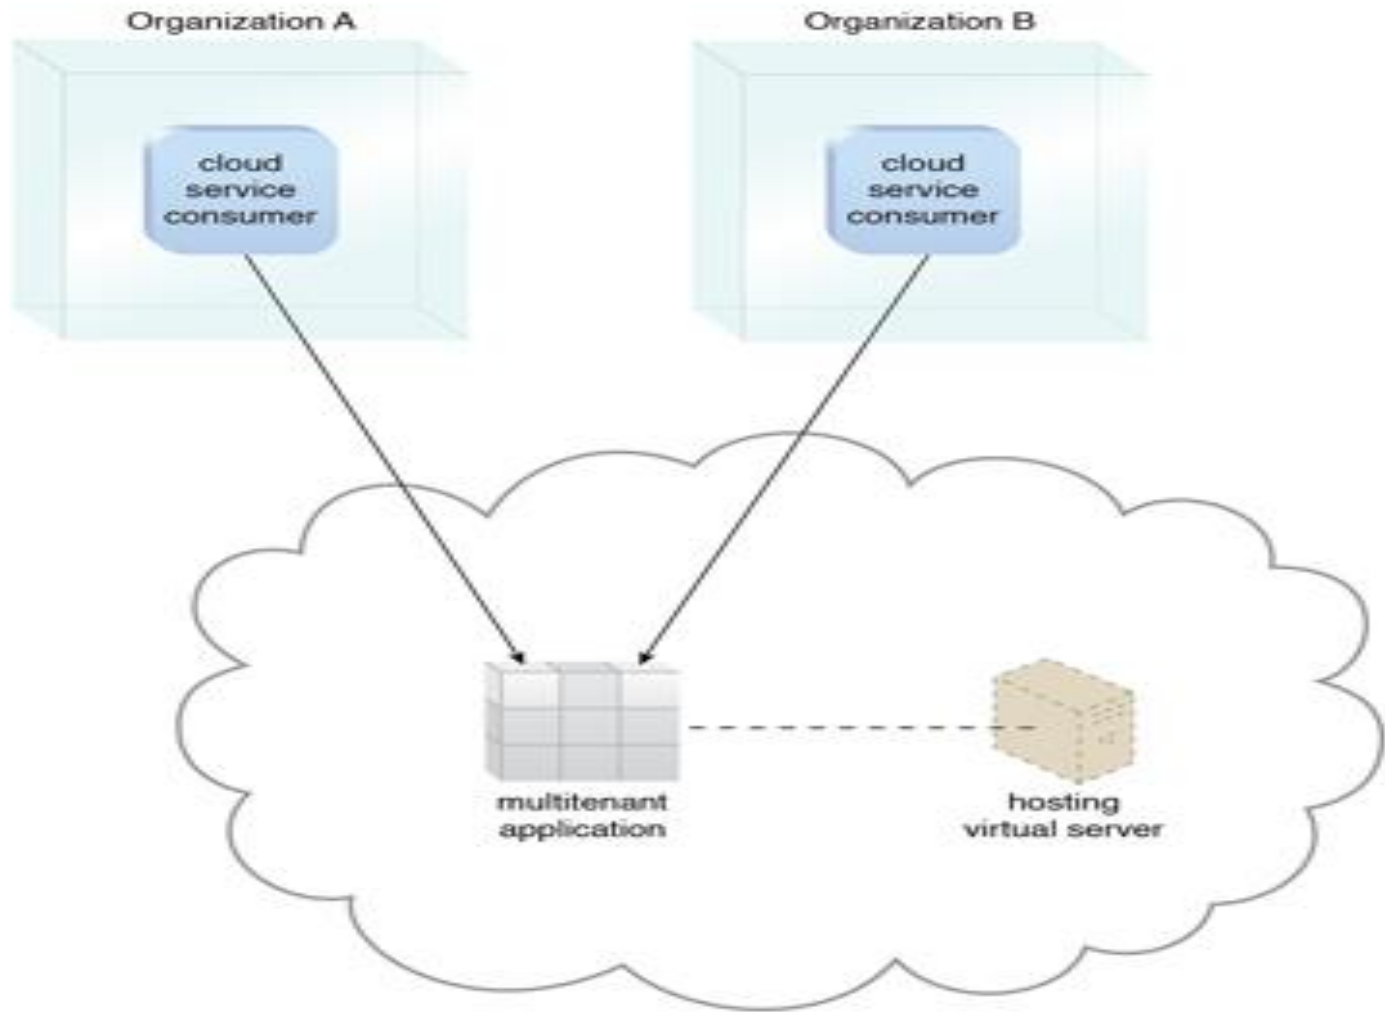 Organization A
Organization B
cloud
service
consumer
cloud
service
consumer
multitenant
application
hosting
virtual server